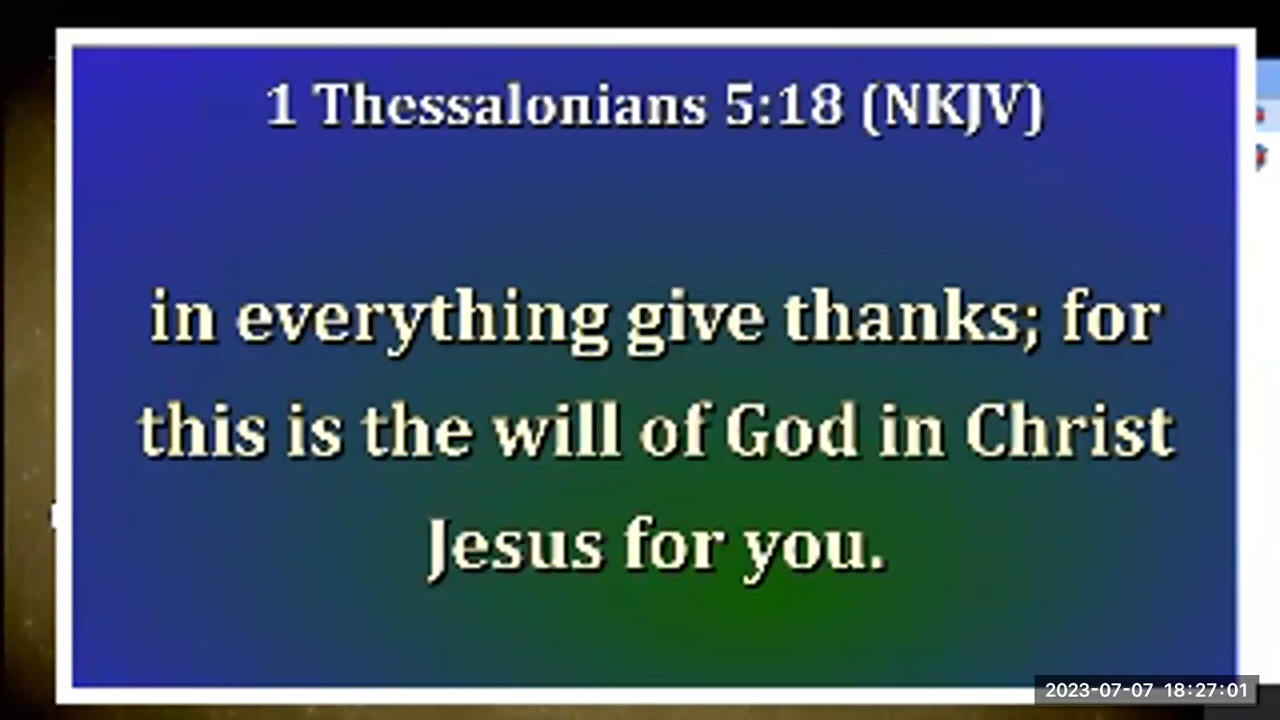 1 Thessalonians 5:18 (NKJV)
in everything give thanks; for
this is the will of God in Christ
Jesus for you.
2023-07-07 18:27:01